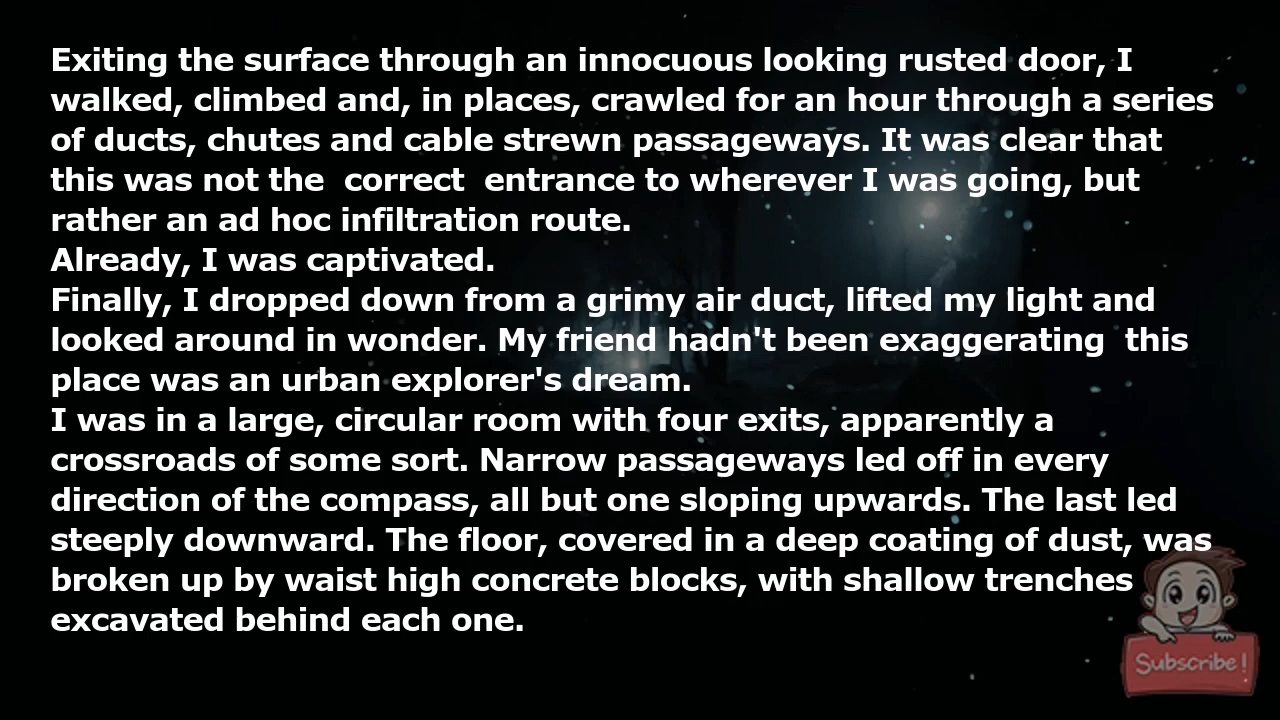 Exiting the surface through an innocuous looking rusted door, I
walked, climbed and, in places, crawled for an hour through a series
of ducts, chutes and cable strewn passageways. It was clear that
this was not the  correct  entrance to wherever I was going, but
rather an ad hoc infiltration route.
Already, I was captivated.
Finally, I dropped down from a grimy air duct, lifted my light and
looked around in wonder. My friend hadn't been exaggerating  this
place was an urban explorer's dream.
I was in a large, circular room with four exits, apparently a
crossroads of some sort. Narrow passageways led off in every
direction of the compass, all but one sloping upwards. The last led
steeply downward. The floor, covered in a deep coating of dust, was
broken up by waist high concrete blocks, with shallow trenches
excavated behind each one.
Subscribe!